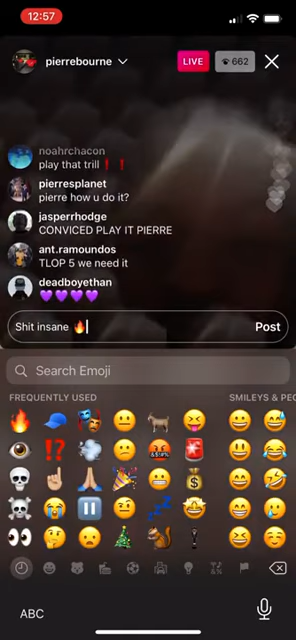 12:57
pierrebourne
LIVE
662
noahrchacon
play that trill❗❗
pierresplanet
pierre how u do it?
jasperrhodge
CONVICED PLAY IT PIERRE
ant.ramoundos
TLOP 5 we need it
deadboyethan
💜💜💜💜
Shit insane 🔥
Post
Search Emoji
FREQUENTLY USED
SMILEYS & PEO
ABC